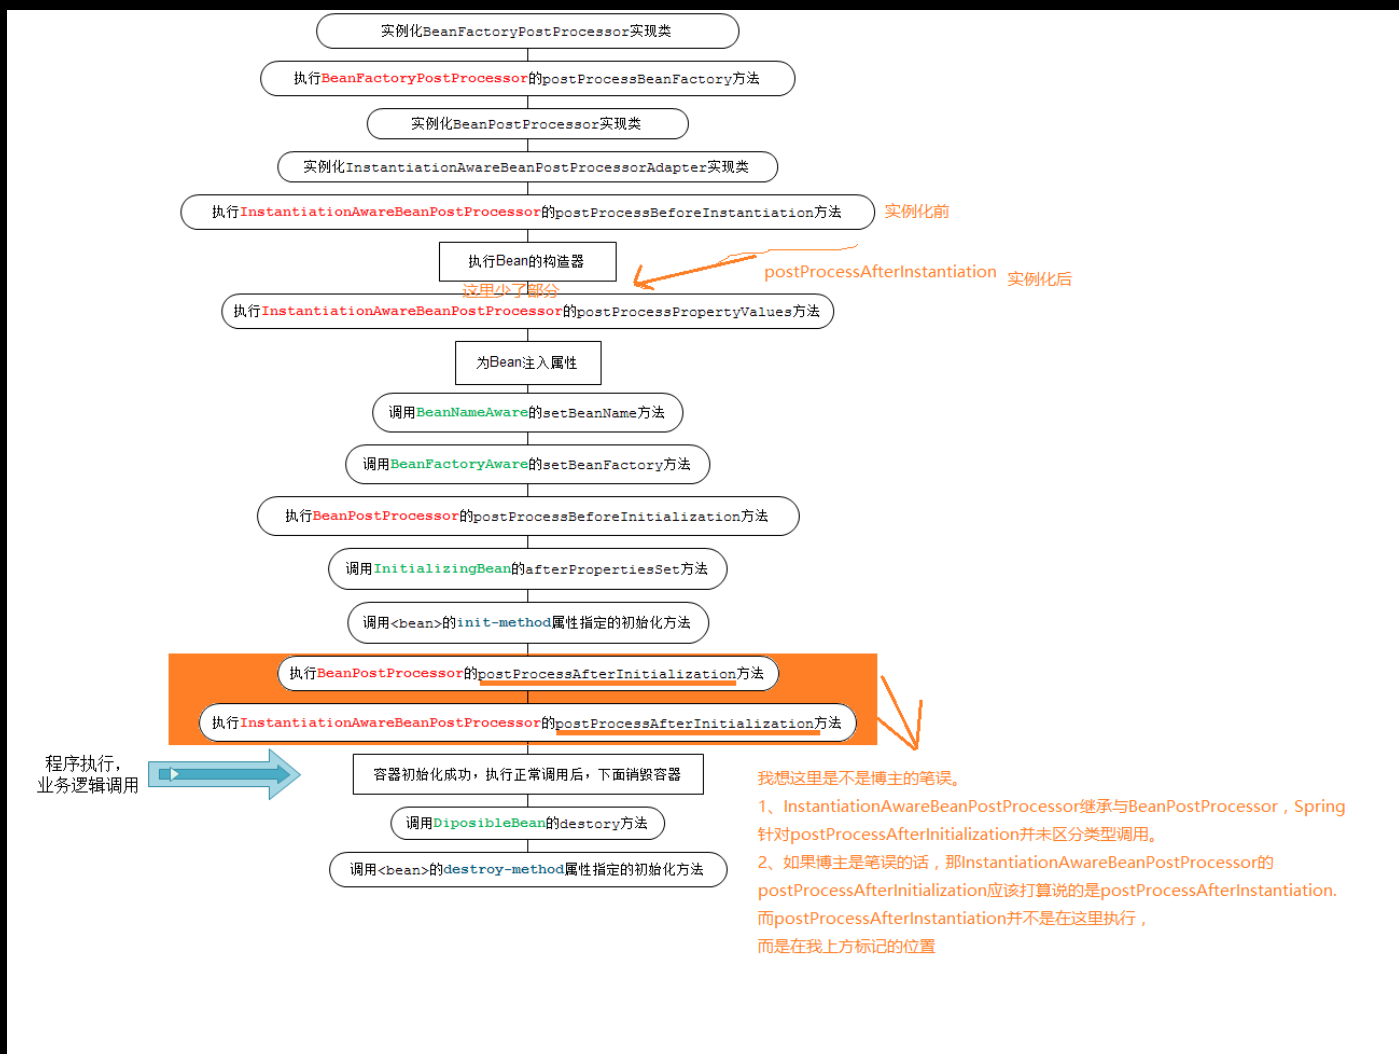 实例化BeanFactoryPostProcessor实现类
执行BeanFactoryPostProcessor的postProcessBeanFactory方法
实例化BeanPostProcessor实现类
实例化InstantiationAwareBeanPostProcessorAdapter实现类
执行InstantiationAwareBeanPostProcessor的postProcessBeforeInstantiation方法
实例化前
执行Bean的构造器
postProcessAfterInstantiation
实例化后
这里少了部分
执行InstantiationAwareBeanPostProcessor的postProcessPropertyValues方法
为Bean注入属性
调用BeanNameAware的setBeanName方法
调用BeanFactoryAware的setBeanFactory方法
执行BeanPostProcessor的postProcessBeforeInitialization方法
调用InitializingBean的afterPropertiesSet方法
调用<bean>的init-method属性指定的初始化方法
执行BeanPostProcessor的postProcessAfterInitialization方法
执行InstantiationAwareBeanPostProcessor的postProcessAfterInitialization方法
程序执行，
业务逻辑调用
容器初始化成功，执行正常调用后，下面销毁容器
调用DiposibleBean的destory方法
调用<bean>的destroy-method属性指定的初始化方法
我想这里是不是博主的笔误。
1、InstantiationAwareBeanPostProcessor继承与BeanPostProcessor，Spring
针对postProcessAfterInitialization并未区分类型调用。
2、如果博主是笔误的话，那InstantiationAwareBeanPostProcessor的
postProcessAfterInitialization应该打算说的是postProcessAfterInstantiation.
而postProcessAfterInstantiation并不是在这里执行，
而是在我上方标记的位置